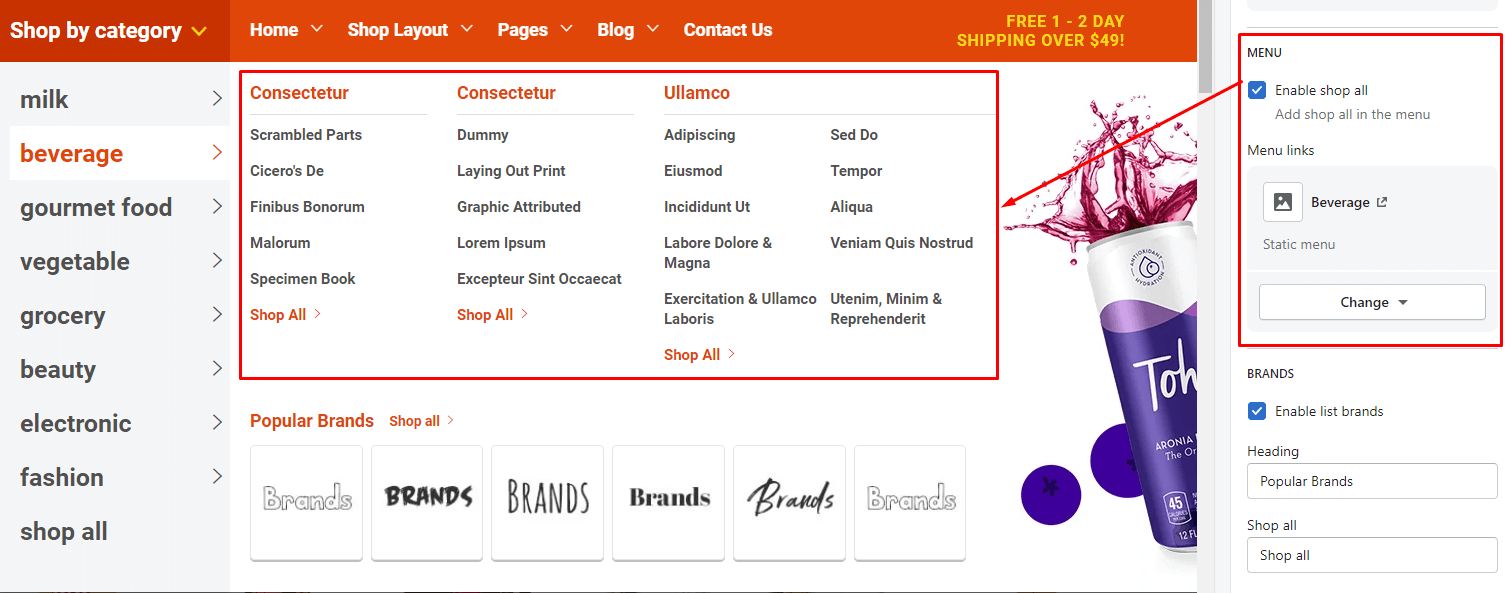 Shop by category
Home
Shop Layout
Pages
Blog
Contact Us
FREE 1 - 2 DAY
SHIPPING OVER $49!
milk
beverage
gourmet food
vegetable
grocery
beauty
electronic
fashion
shop all
Consectetur
Scrambled Parts
Cicero's De
Finibus Bonorum
Malorum
Specimen Book
Shop All
Consectetur
Dummy
Laying Out Print
Graphic Attributed
Lorem Ipsum
Excepteur Sint Occaecat
Shop All
Ullamco
Adipiscing
Eiusmod
Incididunt Ut
Labore Dolore &
Magna
Exercitation & Ullamco
Laboris
Shop All
Sed Do
Tempor
Aliqua
Veniam Quis Nostrud
Utenim, Minim &
Reprehenderit
Popular Brands
Shop all
Brands
BRANDS
BRANDS
Brands
Brands
Brands
ANTIOXIDANT
HYDRATION
Toh
ARONIA
The
45
CALORIES
12 FL
MENU
Enable shop all
Add shop all in the menu
Menu links
Beverage
Static menu
Change
BRANDS
Enable list brands
Heading
Popular Brands
Shop all
Shop all